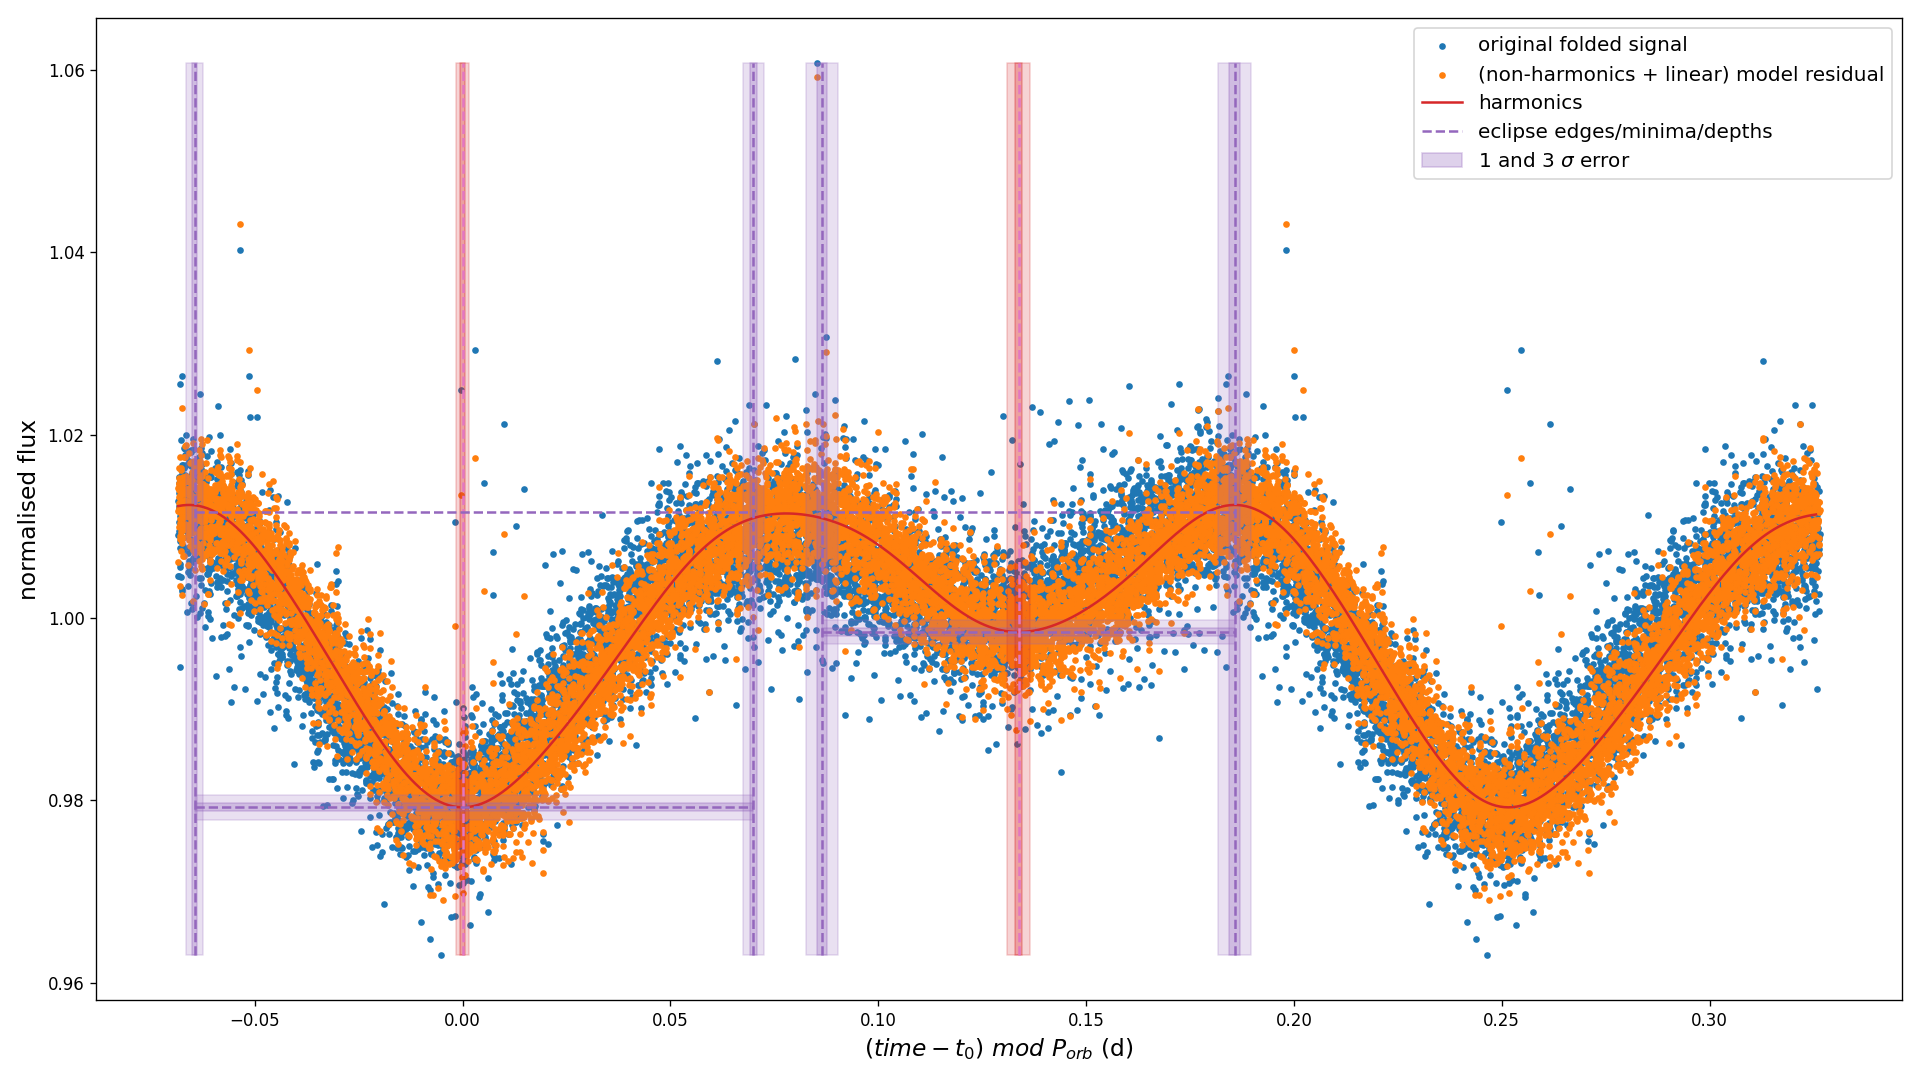 original folded signal
(non-harmonics + linear) model residual
harmonics
eclipse edges/minima/depths
1 and 3 σ error
normalised flux
1.06
1.04
1.02
1.00
0.98
0.96
−0.05
0.00
0.05
0.10
0.15
0.20
0.25
0.30
(time − t₀) mod Pₒᵣb (d)